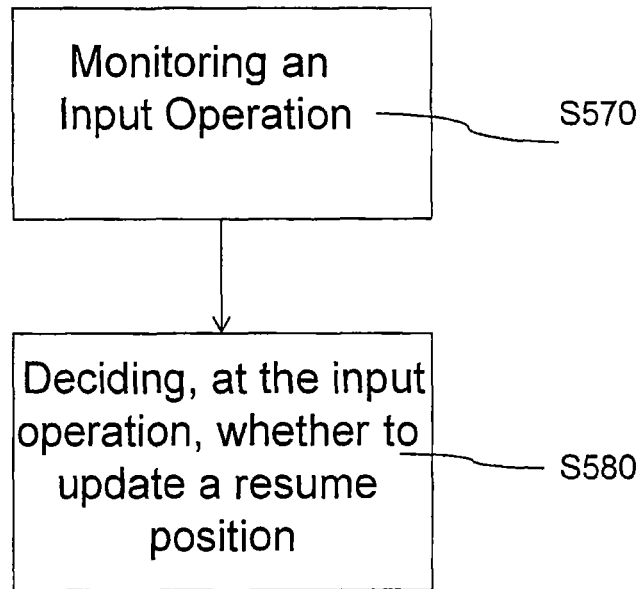 Monitoring an
Input Operation
S570
Deciding, at the input
operation, whether to
update a resume
position
S580